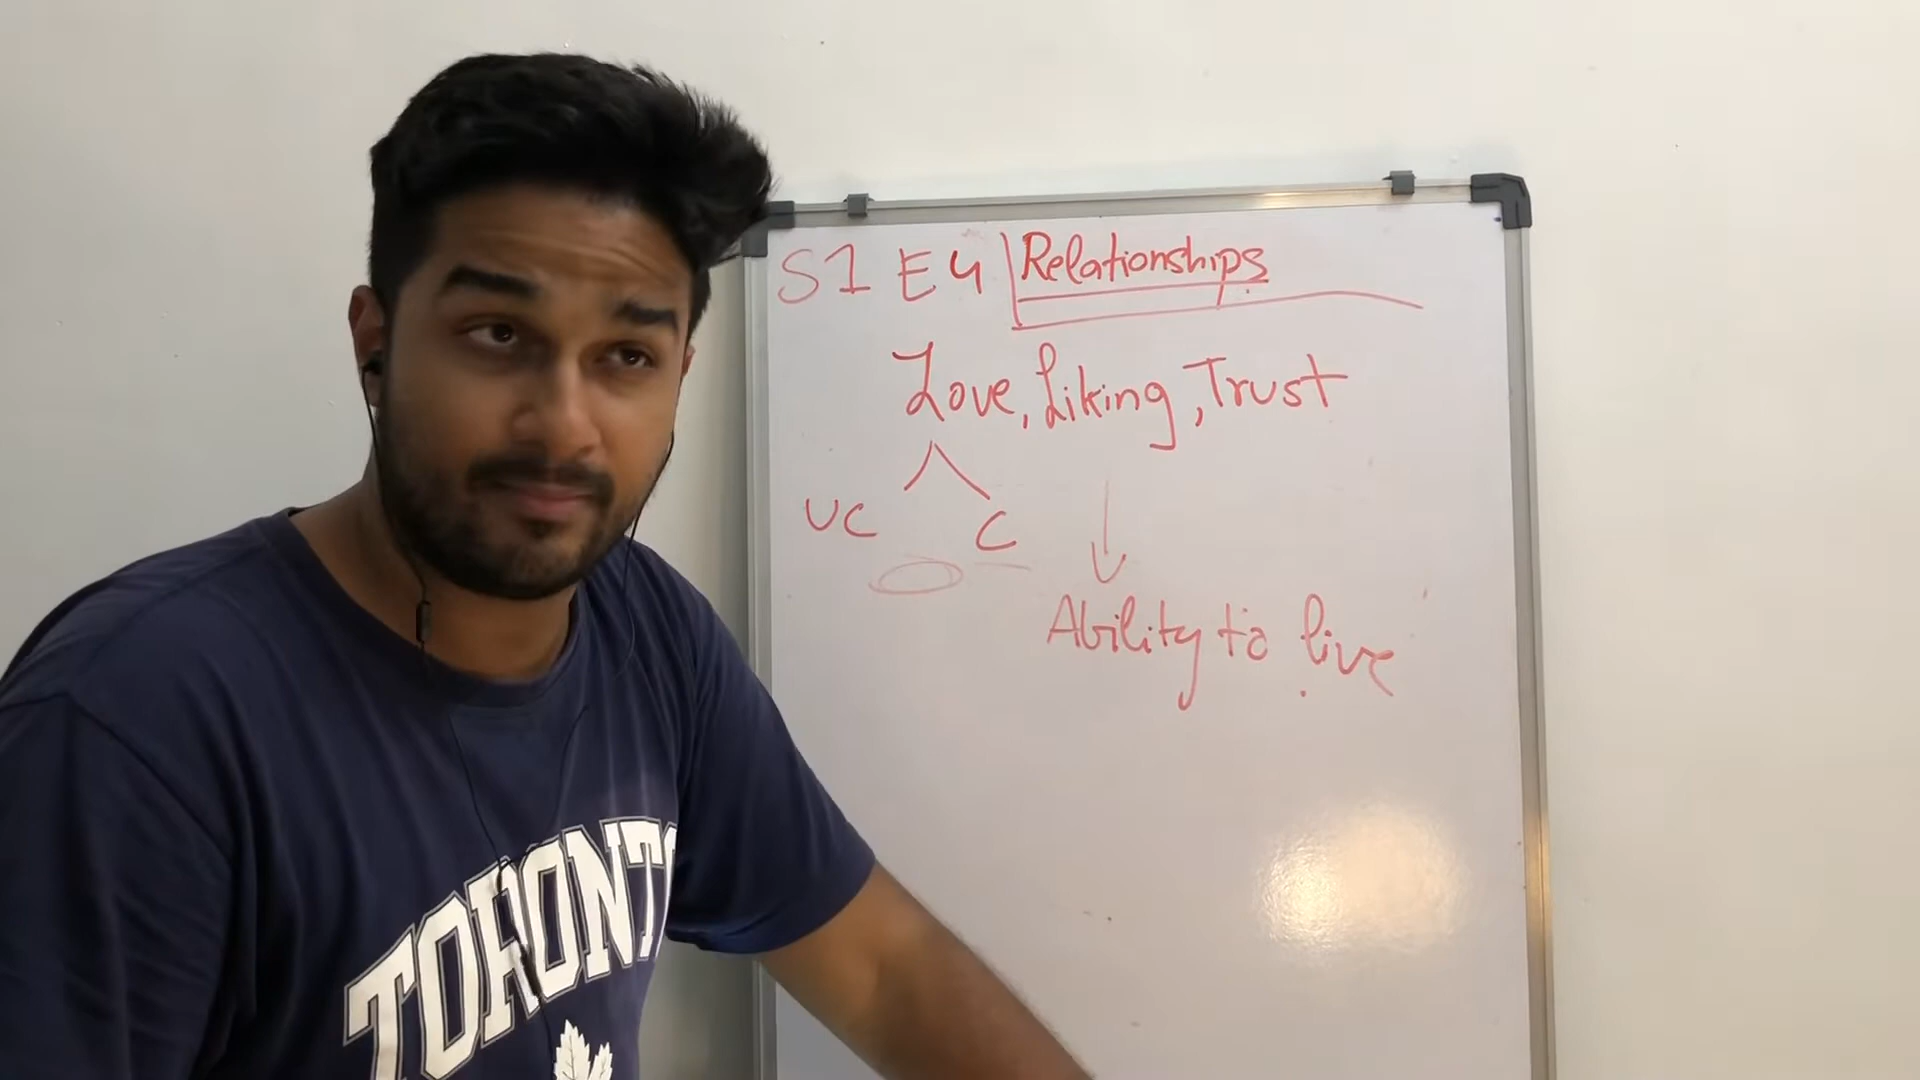 S1 E4 Relationships
Love, Liking, Trust
UC C
Ability to live
TORONTO